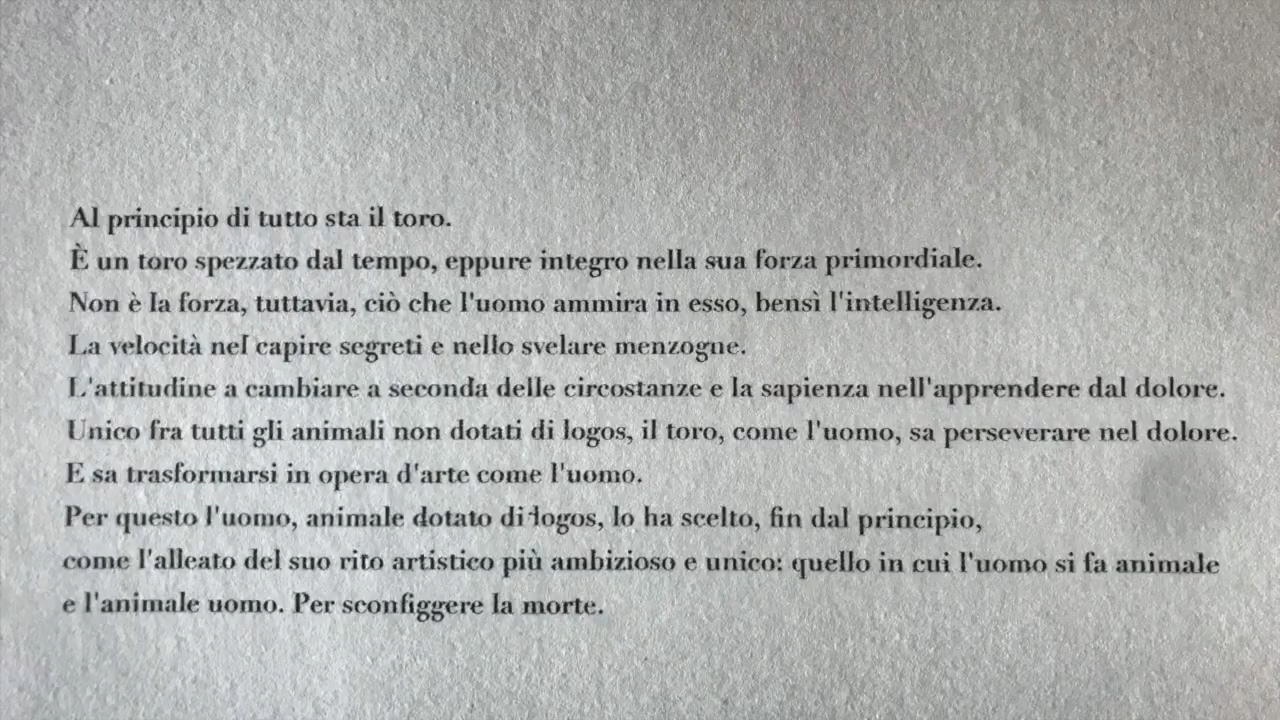 Al principio di tutto sta il toro.
È un toro spezzato dal tempo, eppure integro nella sua forza primordiale.
Non è la forza, tuttavia, ciò che l'uomo ammira in esso, bensì l'intelligenza.
La velocità nel capire segreti e nello svelare menzogne.
L'attitudine a cambiare a seconda delle circostanze e la sapienza nell'apprendere dal dolore.
Unico fra tutti gli animali non dotati di logos, il toro, come l'uomo, sa perseverare nel dolore.
E sa trasformarsi in opera d'arte come l'uomo.
Per questo l'uomo, animale dotato di logos, lo ha scelto, fin dal principio,
come l'alleato del suo rito artistico più ambizioso e unico: quello in cui l'uomo si fa animale
e l'animale uomo. Per sconfiggere la morte.